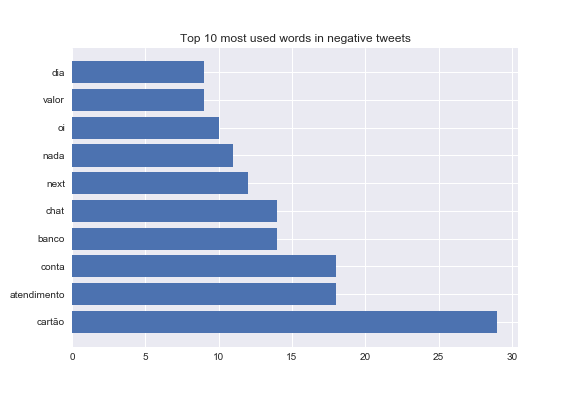 Top 10 most used words in negative tweets
dia
valor
oi
nada
next
chat
banco
conta
atendimento
cartão
0 5 10 15 20 25 30